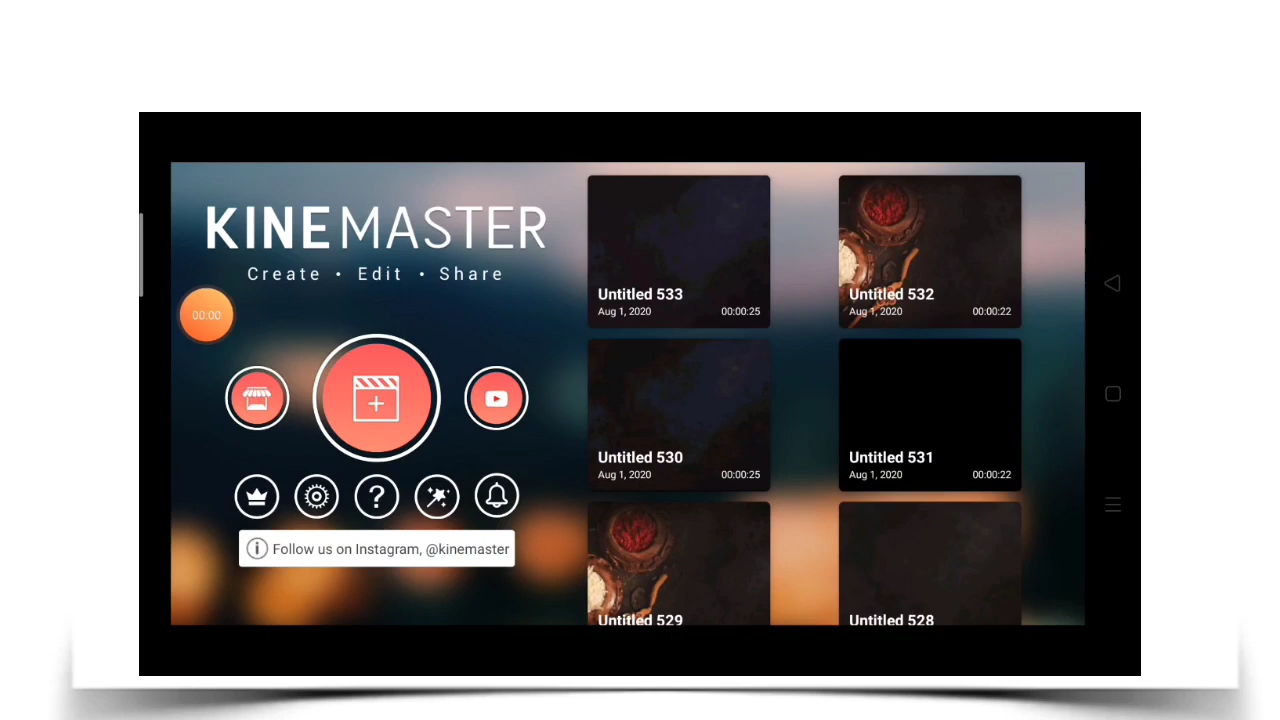 KINEMASTER
Create • Edit • Share
00:00
Follow us on Instagram, @kinemaster
Untitled 533
Aug 1, 2020 00:00:25
Untitled 532
Aug 1, 2020 00:00:22
Untitled 530
Aug 1, 2020 00:00:25
Untitled 531
Aug 1, 2020 00:00:22
Untitled 529
Untitled 528